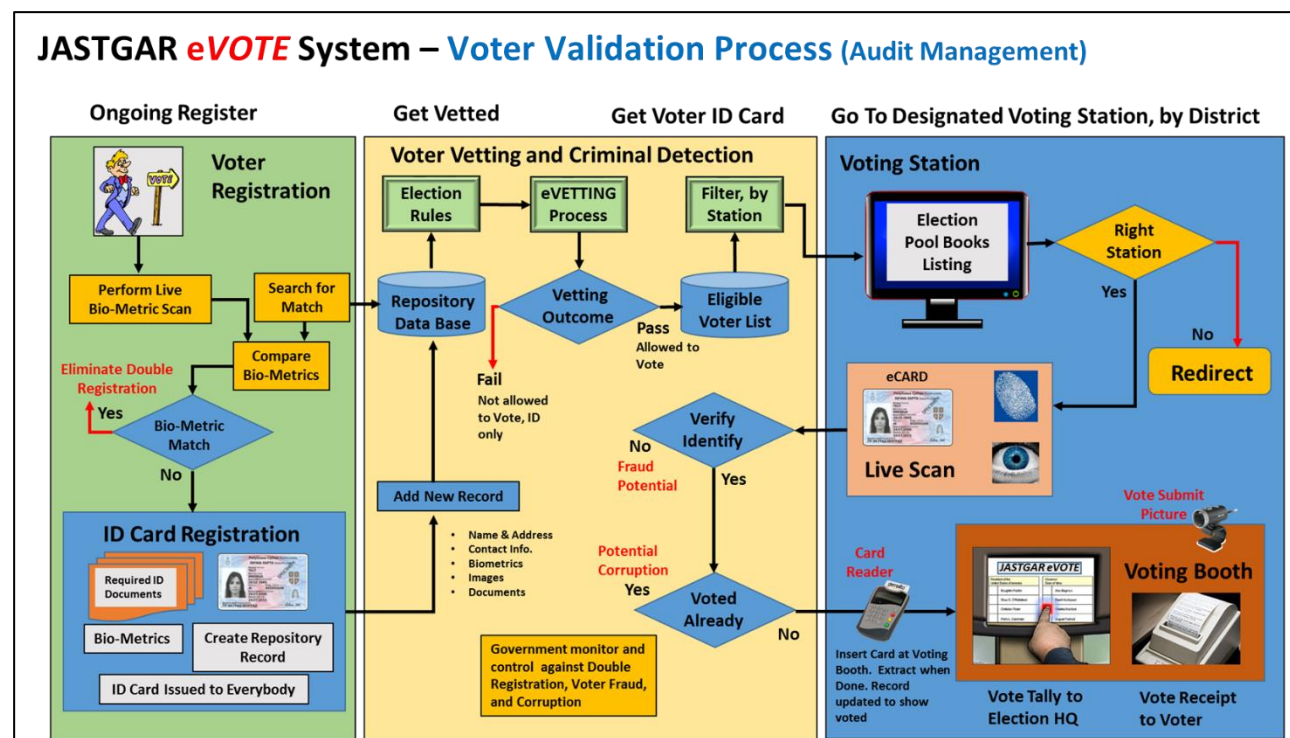 JASTGAR eVOTE System – Voter Validation Process (Audit Management)
Ongoing Register
Get Vetted
Get Voter ID Card
Go To Designated Voting Station, by District
Voter
Registration
VOTE
Perform Live
Bio-Metric Scan
Search for
Match
Compare
Bio-Metrics
Eliminate Double
Registration
Yes
Bio-Metric
Match
No
ID Card Registration
Required ID
Documents
Bio-Metrics
Create Repository
Record
ID Card Issued to Everybody
Voter Vetting and Criminal Detection
Election
Rules
eVETTING
Process
Filter, by
Station
Repository
Data Base
Vetting
Outcome
Eligible
Voter List
Pass
Allowed to
Vote
Fail
Not allowed
to Vote, ID
only
Verify
Identify
No
Fraud
Potential
Yes
Add New Record
• Name & Address
• Contact Info.
• Biometrics
• Images
• Documents
Potential
Corruption
Yes
Voted
Already
No
Government monitor and
control against Double
Registration, Voter Fraud,
and Corruption
Voting Station
Election
Pool Books
Listing
Right
Station
Yes
No
Redirect
eCARD
Live Scan
Vote Submit
Picture
Card
Reader
Insert Card at Voting
Booth. Extract when
Done. Record
updated to show
voted
JASTGAR eVOTE
Voting Booth
Vote Tally to
Election HQ
Vote Receipt
to Voter